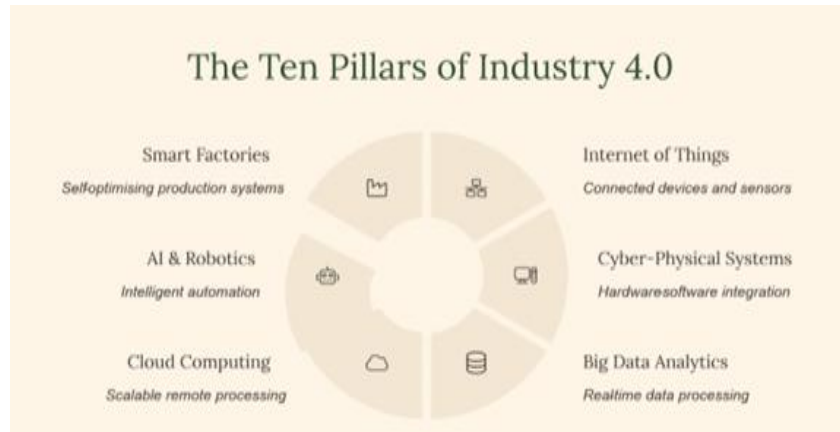 The Ten Pillars of Industry 4.0
Smart Factories
Selfoptimising production systems
Internet of Things
Connected devices and sensors
AI & Robotics
Intelligent automation
Cyber-Physical Systems
Hardwaresoftware integration
Cloud Computing
Scalable remote processing
Big Data Analytics
Realtime data processing